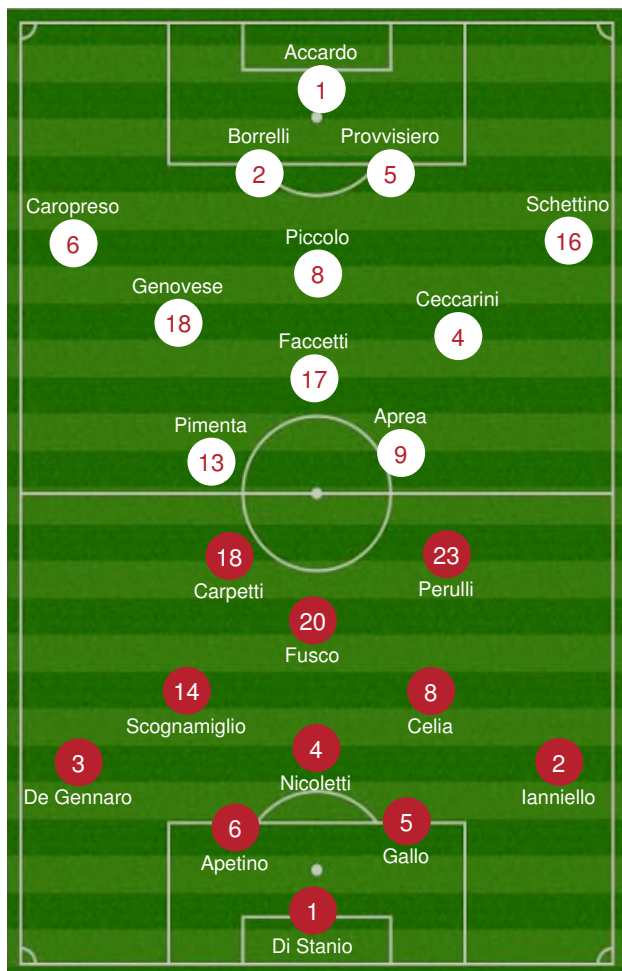 Accardo
1
Borrelli
2
Provvisiero
5
Caropreso
6
Schettino
16
Piccolo
8
Genovese
18
Ceccarini
4
Faccetti
17
Pimenta
13
Aprea
9
18
Carpetti
23
Perulli
20
Fusco
14
Scognamiglio
8
Celia
4
Nicoletti
3
De Gennaro
2
Ianniello
6
Apetino
5
Gallo
1
Di Stanio